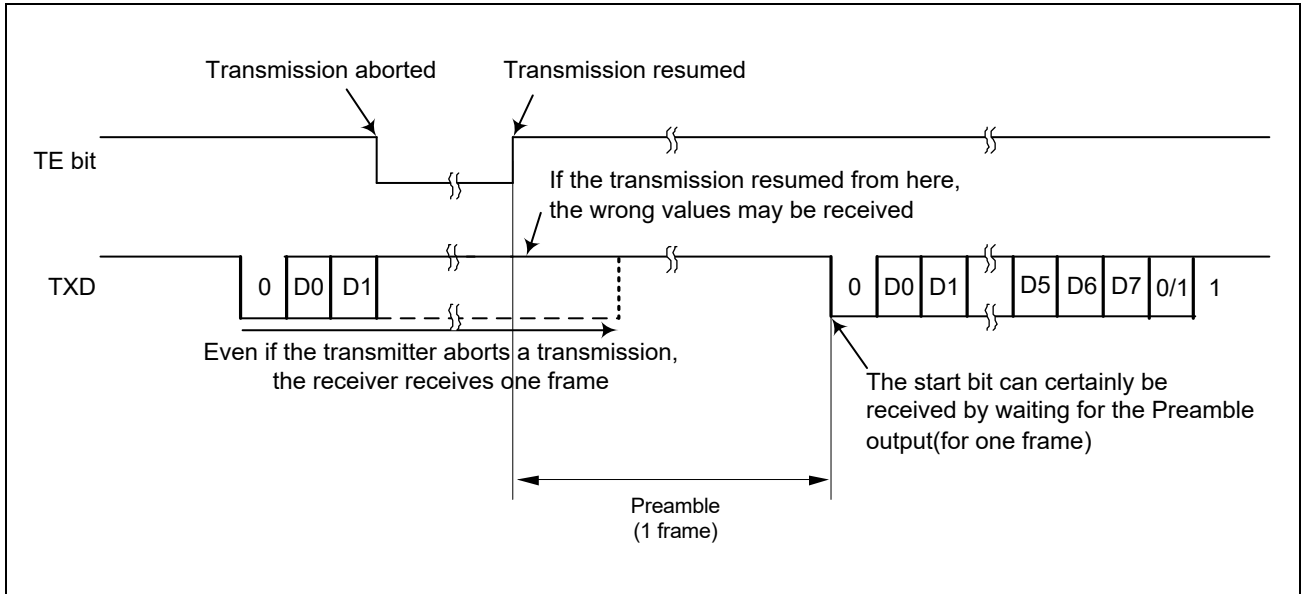 Transmission aborted
Transmission resumed
TE bit
If the transmission resumed from here,
the wrong values may be received
TXD
0 D0 D1
0 D0 D1 D5 D6 D7 0/1 1
Even if the transmitter aborts a transmission,
the receiver receives one frame
The start bit can certainly be
received by waiting for the Preamble
output(for one frame)
Preamble
(1 frame)